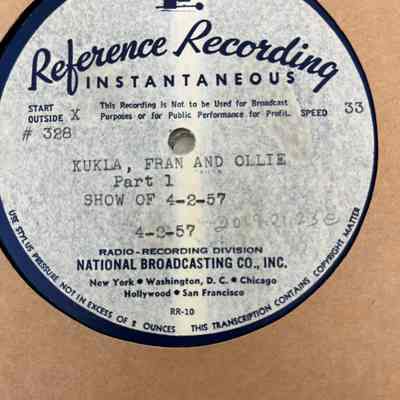 Reference Recording
INSTANTANEOUS
START
OUTSIDE X
# 328
This Recording is Not to be Used for Broadcast
Purposes or for Public Performance for Profit.
SPEED 33
KUKLA, FRAN AND OLLIE
Part 1
SHOW OF 4-2-57
4-2-57
RADIO-RECORDING DIVISION
NATIONAL BROADCASTING CO., INC.
New York • Washington, D. C. • Chicago
Hollywood • San Francisco
RR-10
USE STYLUS PRESSURE NOT IN EXCESS OF 2 OUNCES
THIS TRANSCRIPTION CONTAINS COPYRIGHT MATTER